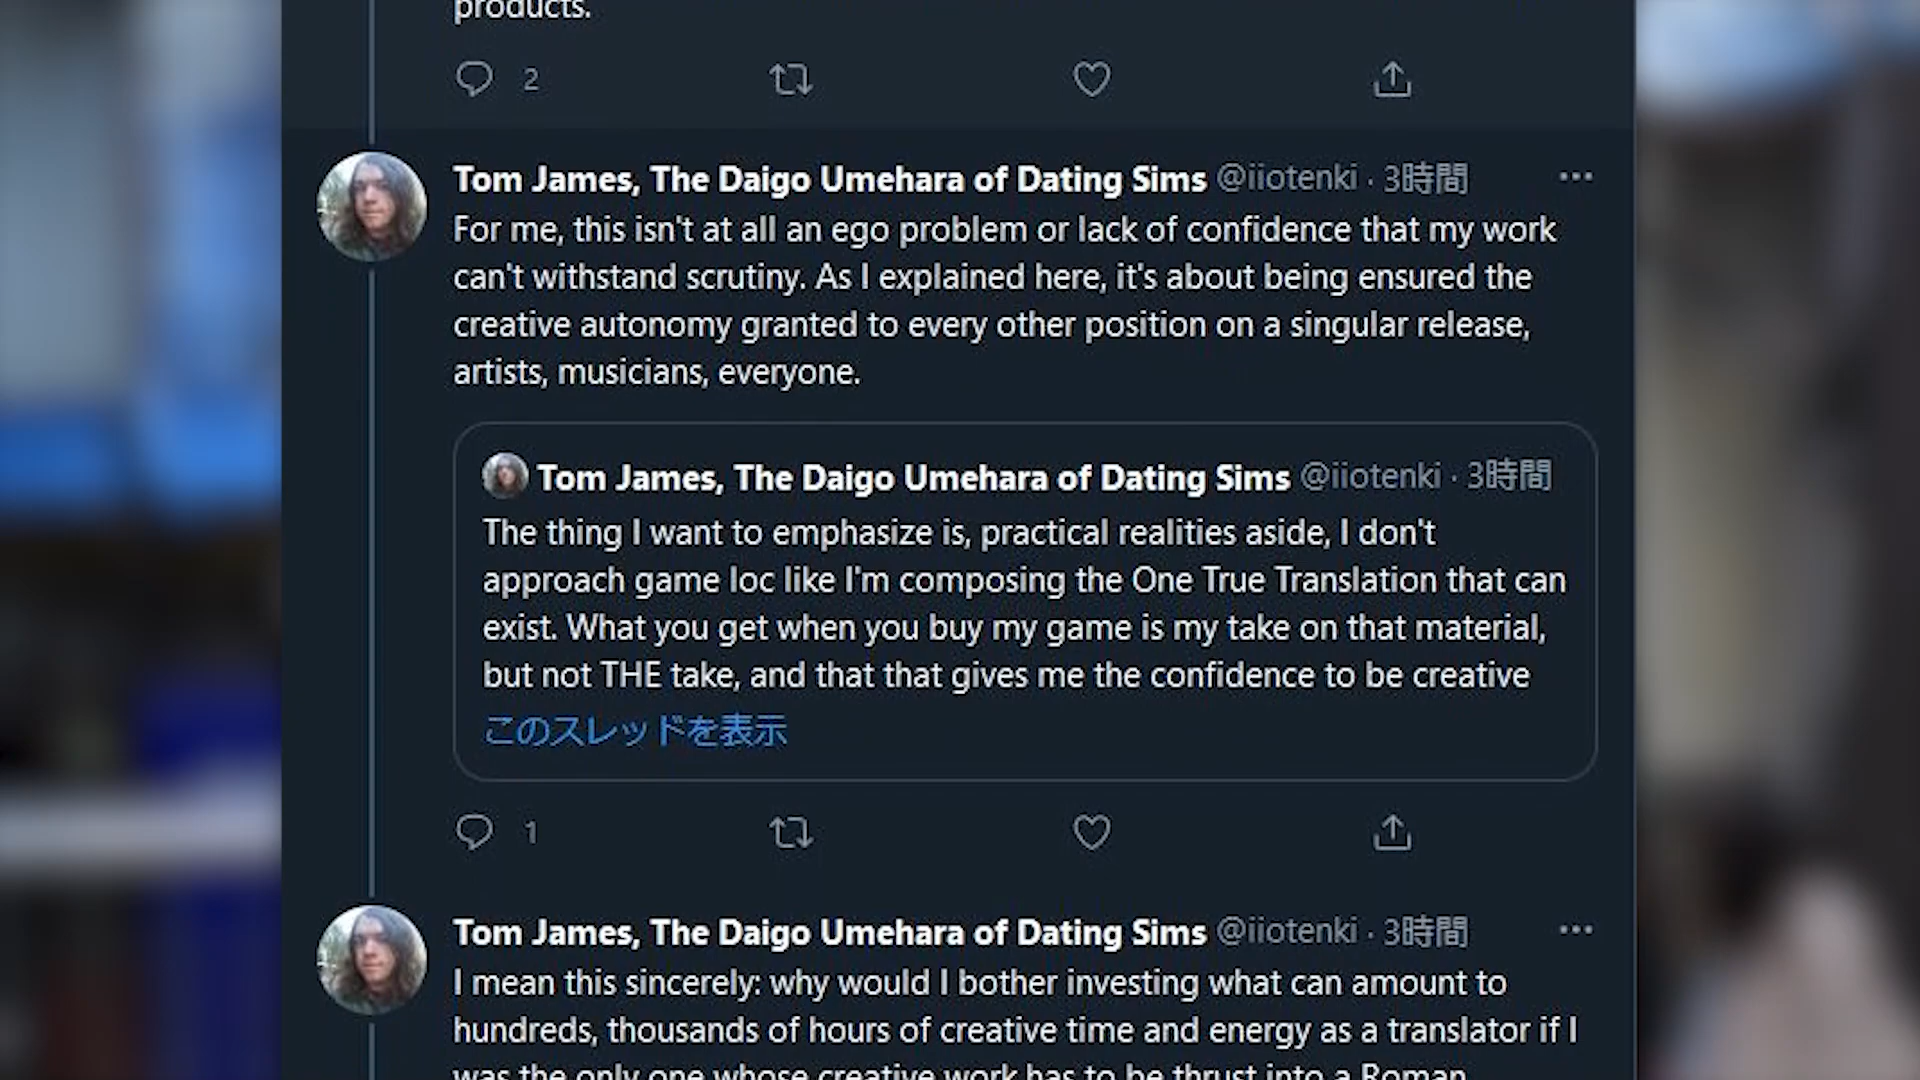 products.
2
Tom James, The Daigo Umehara of Dating Sims @iiotenki · 3時間
For me, this isn't at all an ego problem or lack of confidence that my work
can't withstand scrutiny. As I explained here, it's about being ensured the
creative autonomy granted to every other position on a singular release,
artists, musicians, everyone.
Tom James, The Daigo Umehara of Dating Sims @iiotenki · 3時間
The thing I want to emphasize is, practical realities aside, I don't
approach game loc like I'm composing the One True Translation that can
exist. What you get when you buy my game is my take on that material,
but not THE take, and that that gives me the confidence to be creative
このスレッドを表示
1
Tom James, The Daigo Umehara of Dating Sims @iiotenki · 3時間
I mean this sincerely: why would I bother investing what can amount to
hundreds, thousands of hours of creative time and energy as a translator if I
was the only one whose creative work has to be thrust into a Roman